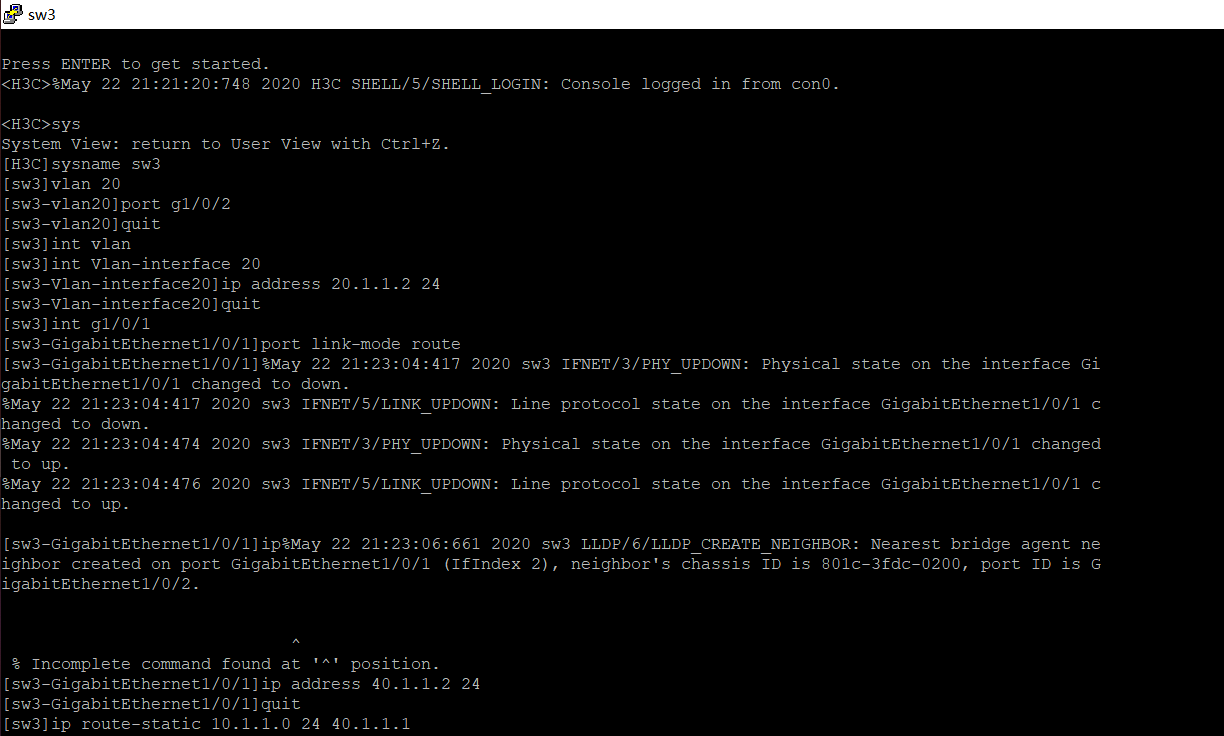 sw3
Press ENTER to get started.
<H3C>%May 22 21:21:20:748 2020 H3C SHELL/5/SHELL_LOGIN: Console logged in from con0.
<H3C>sys
System View: return to User View with Ctrl+Z.
[H3C]sysname sw3
[sw3]vlan 20
[sw3-vlan20]port g1/0/2
[sw3-vlan20]quit
[sw3]int vlan
[sw3]int Vlan-interface 20
[sw3-Vlan-interface20]ip address 20.1.1.2 24
[sw3-Vlan-interface20]quit
[sw3]int g1/0/1
[sw3-GigabitEthernet1/0/1]port link-mode route
[sw3-GigabitEthernet1/0/1]%May 22 21:23:04:417 2020 sw3 IFNET/3/PHY_UPDOWN: Physical state on the interface Gi
gabitEthernet1/0/1 changed to down.
%May 22 21:23:04:417 2020 sw3 IFNET/5/LINK_UPDOWN: Line protocol state on the interface GigabitEthernet1/0/1 c
hanged to down.
%May 22 21:23:04:474 2020 sw3 IFNET/3/PHY_UPDOWN: Physical state on the interface GigabitEthernet1/0/1 changed
 to up.
%May 22 21:23:04:476 2020 sw3 IFNET/5/LINK_UPDOWN: Line protocol state on the interface GigabitEthernet1/0/1 c
hanged to up.
[sw3-GigabitEthernet1/0/1]ip%May 22 21:23:06:661 2020 sw3 LLDP/6/LLDP_CREATE_NEIGHBOR: Nearest bridge agent ne
ighbor created on port GigabitEthernet1/0/1 (IfIndex 2), neighbor's chassis ID is 801c-3fdc-0200, port ID is G
igabitEthernet1/0/2.
^
% Incomplete command found at '^' position.
[sw3-GigabitEthernet1/0/1]ip address 40.1.1.2 24
[sw3-GigabitEthernet1/0/1]quit
[sw3]ip route-static 10.1.1.0 24 40.1.1.1